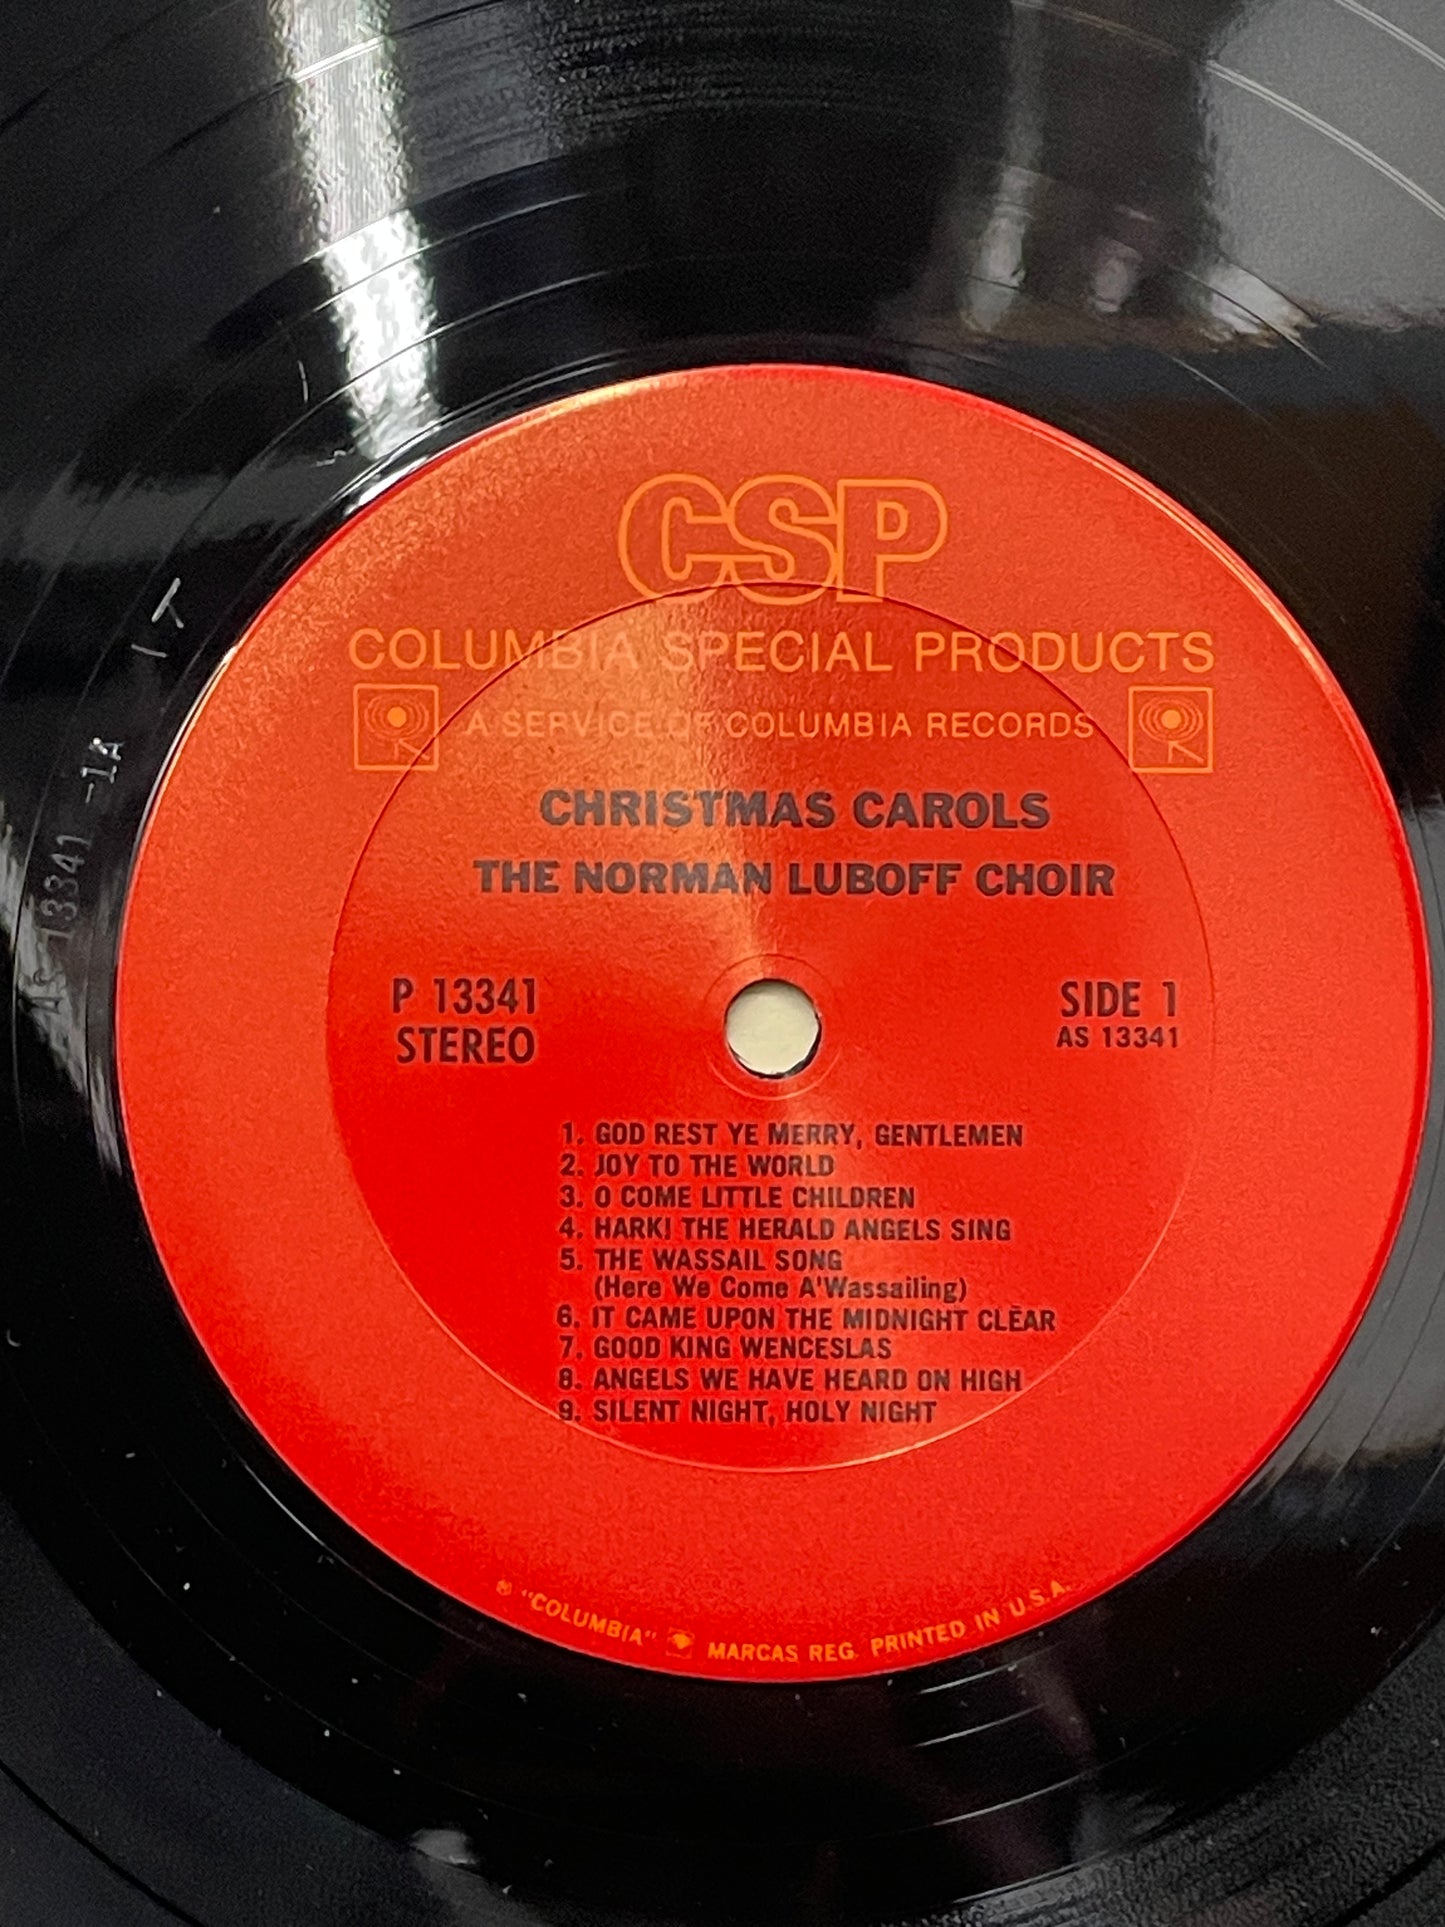 CSP
COLUMBIA SPECIAL PRODUCTS
A SERVICE OF COLUMBIA RECORDS
CHRISTMAS CAROLS
THE NORMAN LUBOFF CHOIR
P 13341
STEREO
SIDE 1
AS 13341
1. GOD REST YE MERRY, GENTLEMEN
2. JOY TO THE WORLD
3. O COME LITTLE CHILDREN
4. HARK! THE HERALD ANGELS SING
5. THE WASSAIL SONG
(Here We Come A'Wassailing)
6. IT CAME UPON THE MIDNIGHT CLEAR
7. GOOD KING WENCESLAS
8. ANGELS WE HAVE HEARD ON HIGH
9. SILENT NIGHT, HOLY NIGHT
® "COLUMBIA" MARCAS REG. PRINTED IN U.S.A.
AS 13341 -1A